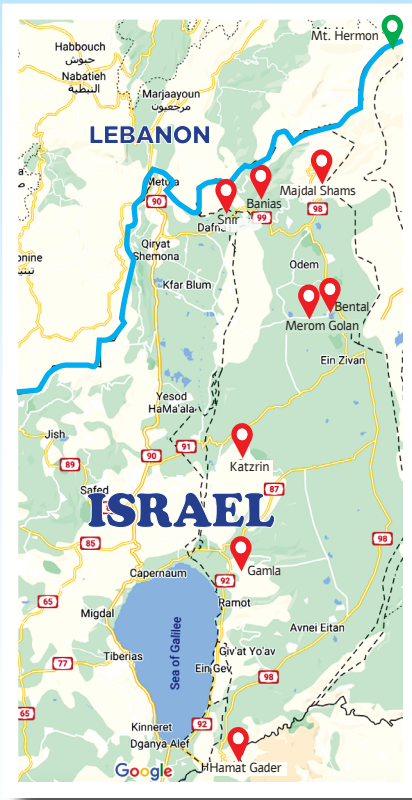 Mt. Hermon
Habbouch
حبوش
Nabatieh
النبطية
Marjaayoun
مرجعيون
LEBANON
Metula
90
Majdal Shams
Banias
98
Snir
99
Dafna
Qiryat
Shemona
Odem
Kfar Blum
Bental
Merom Golan
Ein Zivan
Yesod
HaMa'ala
Jish
91
90
89
Katzrin
Safed
87
ISRAEL
85
98
Capernaum
Gamla
92
65
Ramot
Migdal
Avnei Eitan
Sea of Galilee
Tiberias
Giv'at Yo'av
77
Ein Gev
98
65
92
Kinneret
Dganya Alef
Google
Hamat Gader